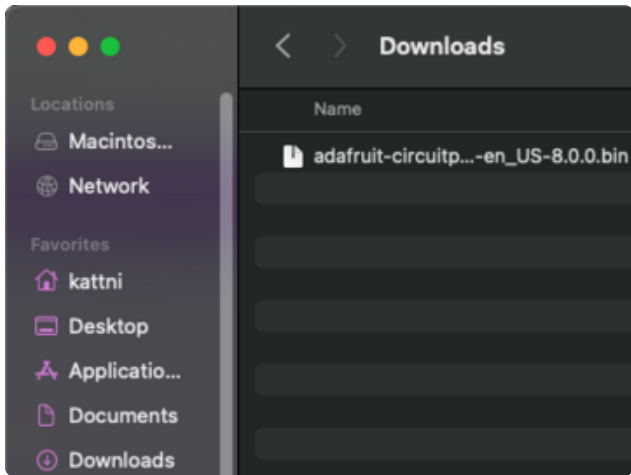 Downloads
Locations
Macintos...
Network
Favorites
kattni
Desktop
Applicatio...
Documents
Downloads
Name
adafruit-circuitp...-en_US-8.0.0.bin